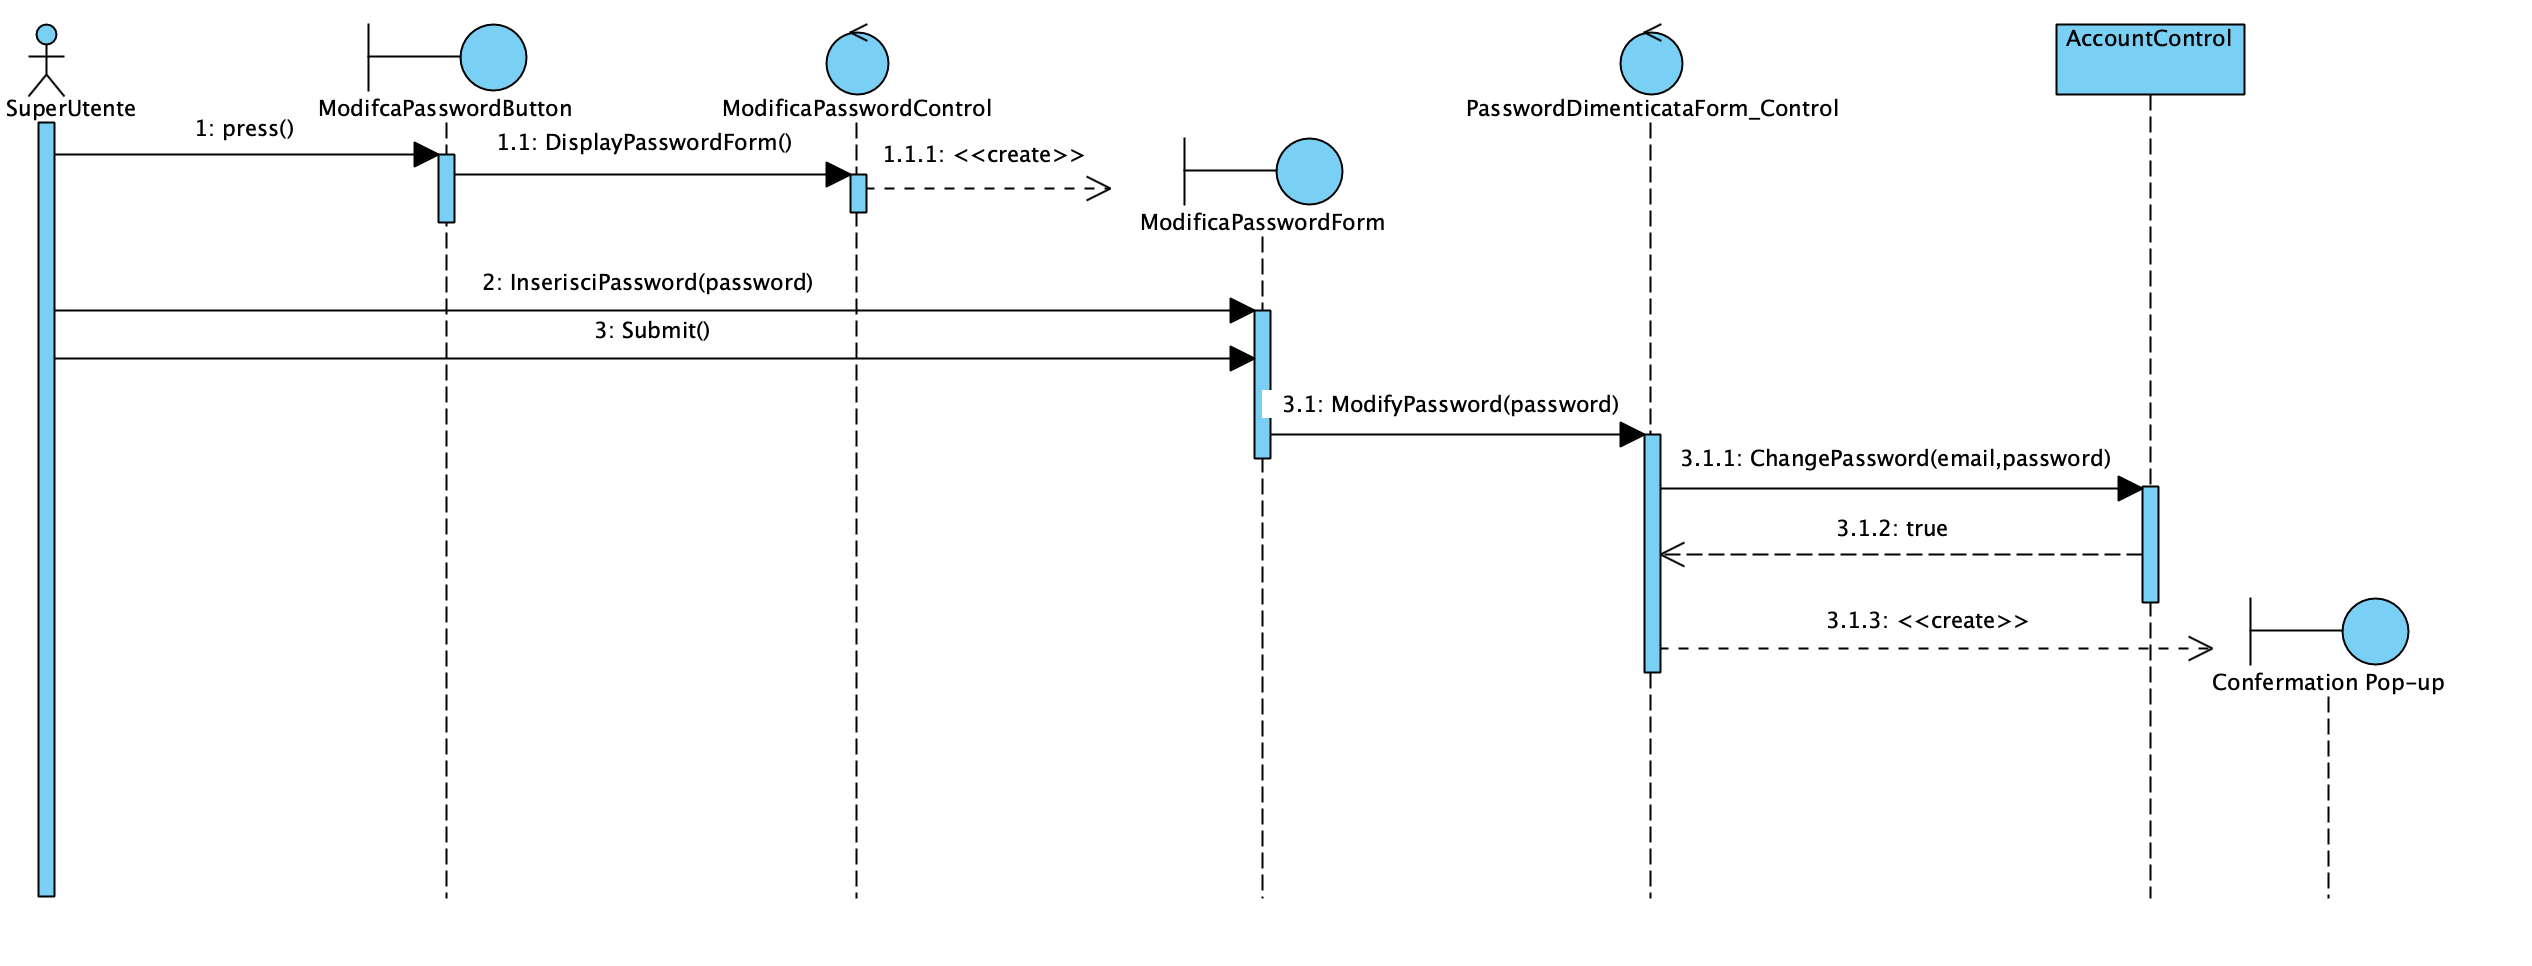 AccountControl
SuperUtente
ModifcaPasswordButton
ModificaPasswordControl
PasswordDimenticataForm_Control
1: press()
1.1: DisplayPasswordForm()
1.1.1: <<create>>
ModificaPasswordForm
2: InserisciPassword(password)
3: Submit()
3.1: ModifyPassword(password)
3.1.1: ChangePassword(email,password)
3.1.2: true
3.1.3: <<create>>
Confermation Pop-up